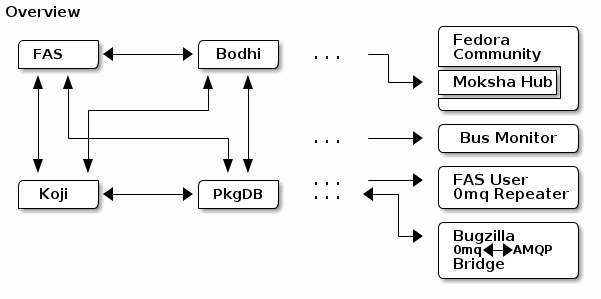 Overview
FAS
Bodhi
. . .
Fedora
Community
Moksha Hub
. . .
Bus Monitor
Koji
PkgDB
. . .
. . .
FAS User
0mq Repeater
Bugzilla
0mq AMQP
Bridge